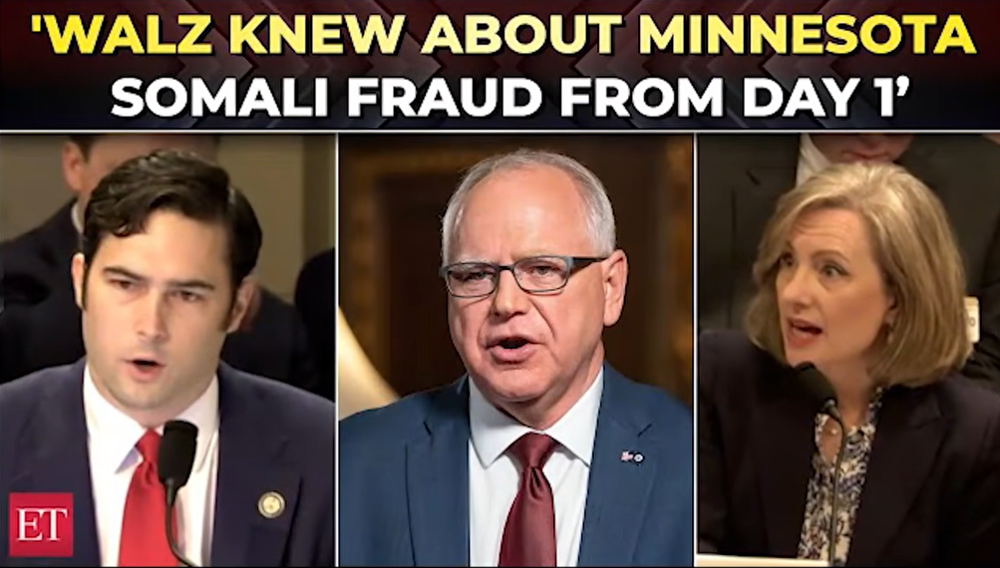 'WALZ KNEW ABOUT MINNESOTA
SOMALI FRAUD FROM DAY 1’
ET